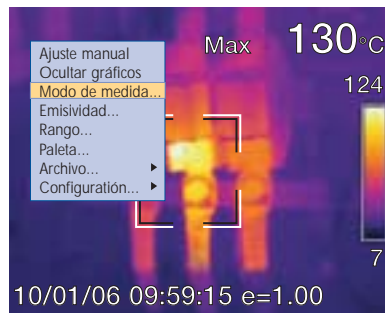 Max 130°C
124
Ajuste manual
Ocultar gráficos
Modo de medida...
Emisividad...
Rango...
Paleta...
Archivo...
Configuratión...
7
10/01/06 09:59:15 e=1.00